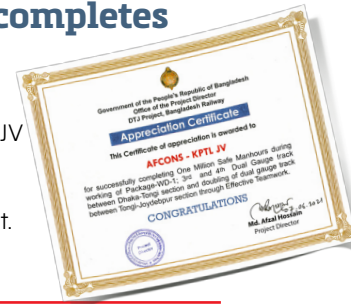 completes
JV
t.
Government of the People's Republic of Bangladesh
Office of the Project Director
DTJ Project, Bangladesh Railway
Appreciation Certificate
This Certificate of appreciation is awarded to
AFCONS - KPTL JV
for successfully completing One Million Safe Manhours during
working of Package-WD-1; 3rd and 4th Dual Gauge track
between Dhaka-Tongi section and doubling of dual gauge track
between Tongi-Joydebpur section through Effective Teamwork.
CONGRATULATIONS
Md. Afzal Hossain
Project Director